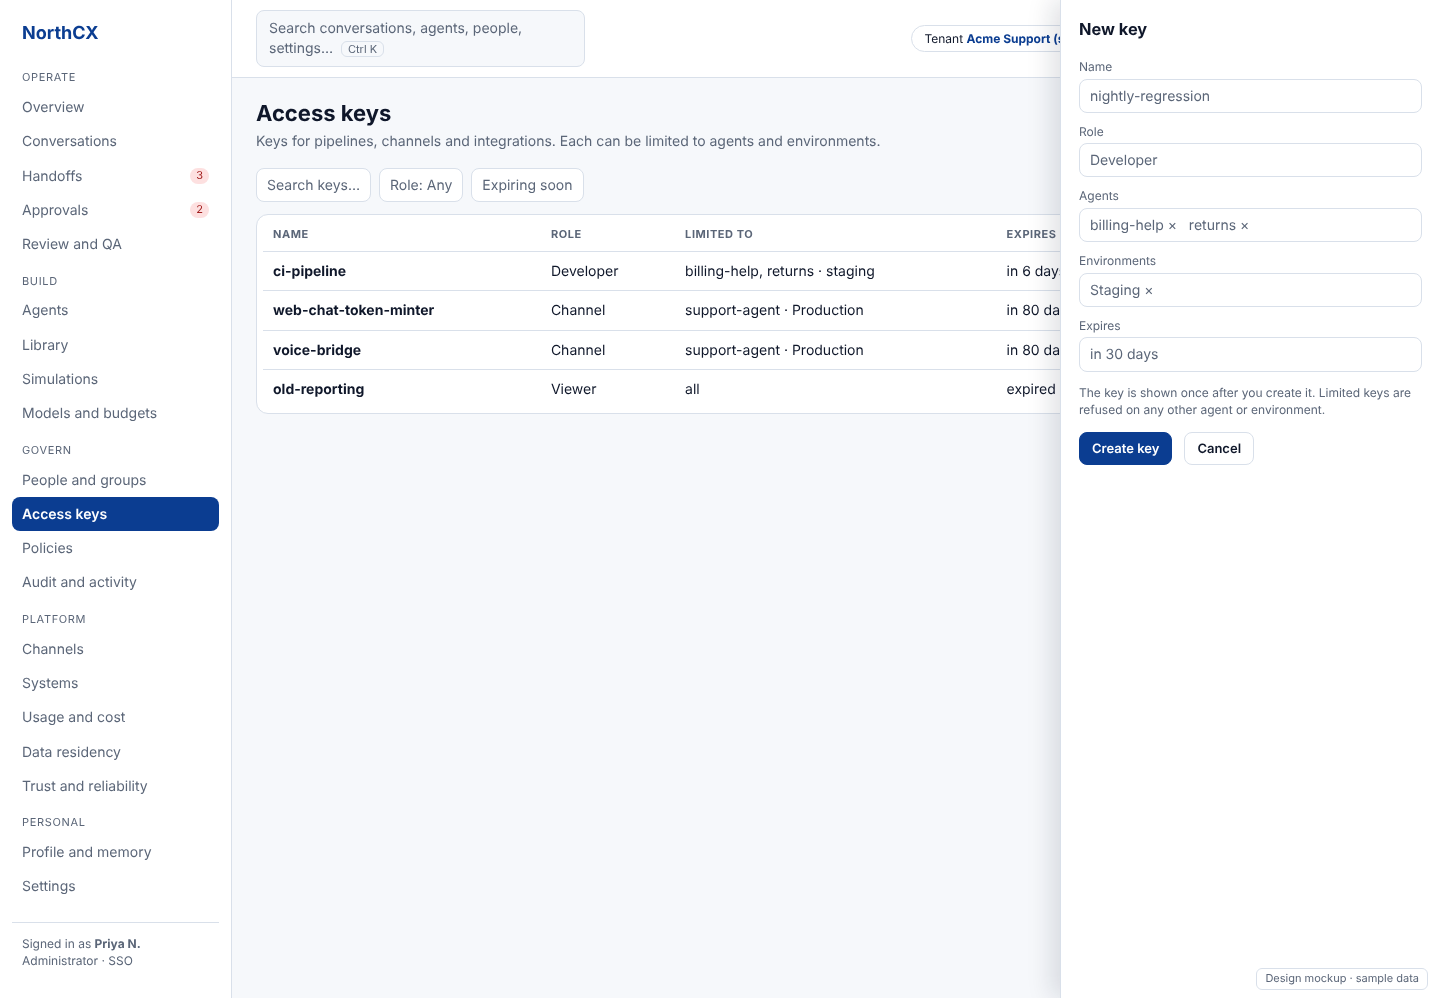 NorthCX
OPERATE
Overview
Conversations
Handoffs 3
Approvals 2
Review and QA
BUILD
Agents
Library
Simulations
Models and budgets
GOVERN
People and groups
Access keys
Policies
Audit and activity
PLATFORM
Channels
Systems
Usage and cost
Data residency
Trust and reliability
PERSONAL
Profile and memory
Settings
Signed in as Priya N.
Administrator · SSO
Search conversations, agents, people,
settings... Ctrl K
Tenant Acme Support
Access keys
Keys for pipelines, channels and integrations. Each can be limited to agents and environments.
Search keys... Role: Any Expiring soon
NAME ROLE LIMITED TO EXPIRES
ci-pipeline Developer billing-help, returns · staging in 6
web-chat-token-minter Channel support-agent · Production in 80
voice-bridge Channel support-agent · Production in 80
old-reporting Viewer all expired
New key
Name
nightly-regression
Role
Developer
Agents
billing-help × returns ×
Environments
Staging ×
Expires
in 30 days
The key is shown once after you create it. Limited keys are
refused on any other agent or environment.
Create key Cancel
Design mockup · sample data